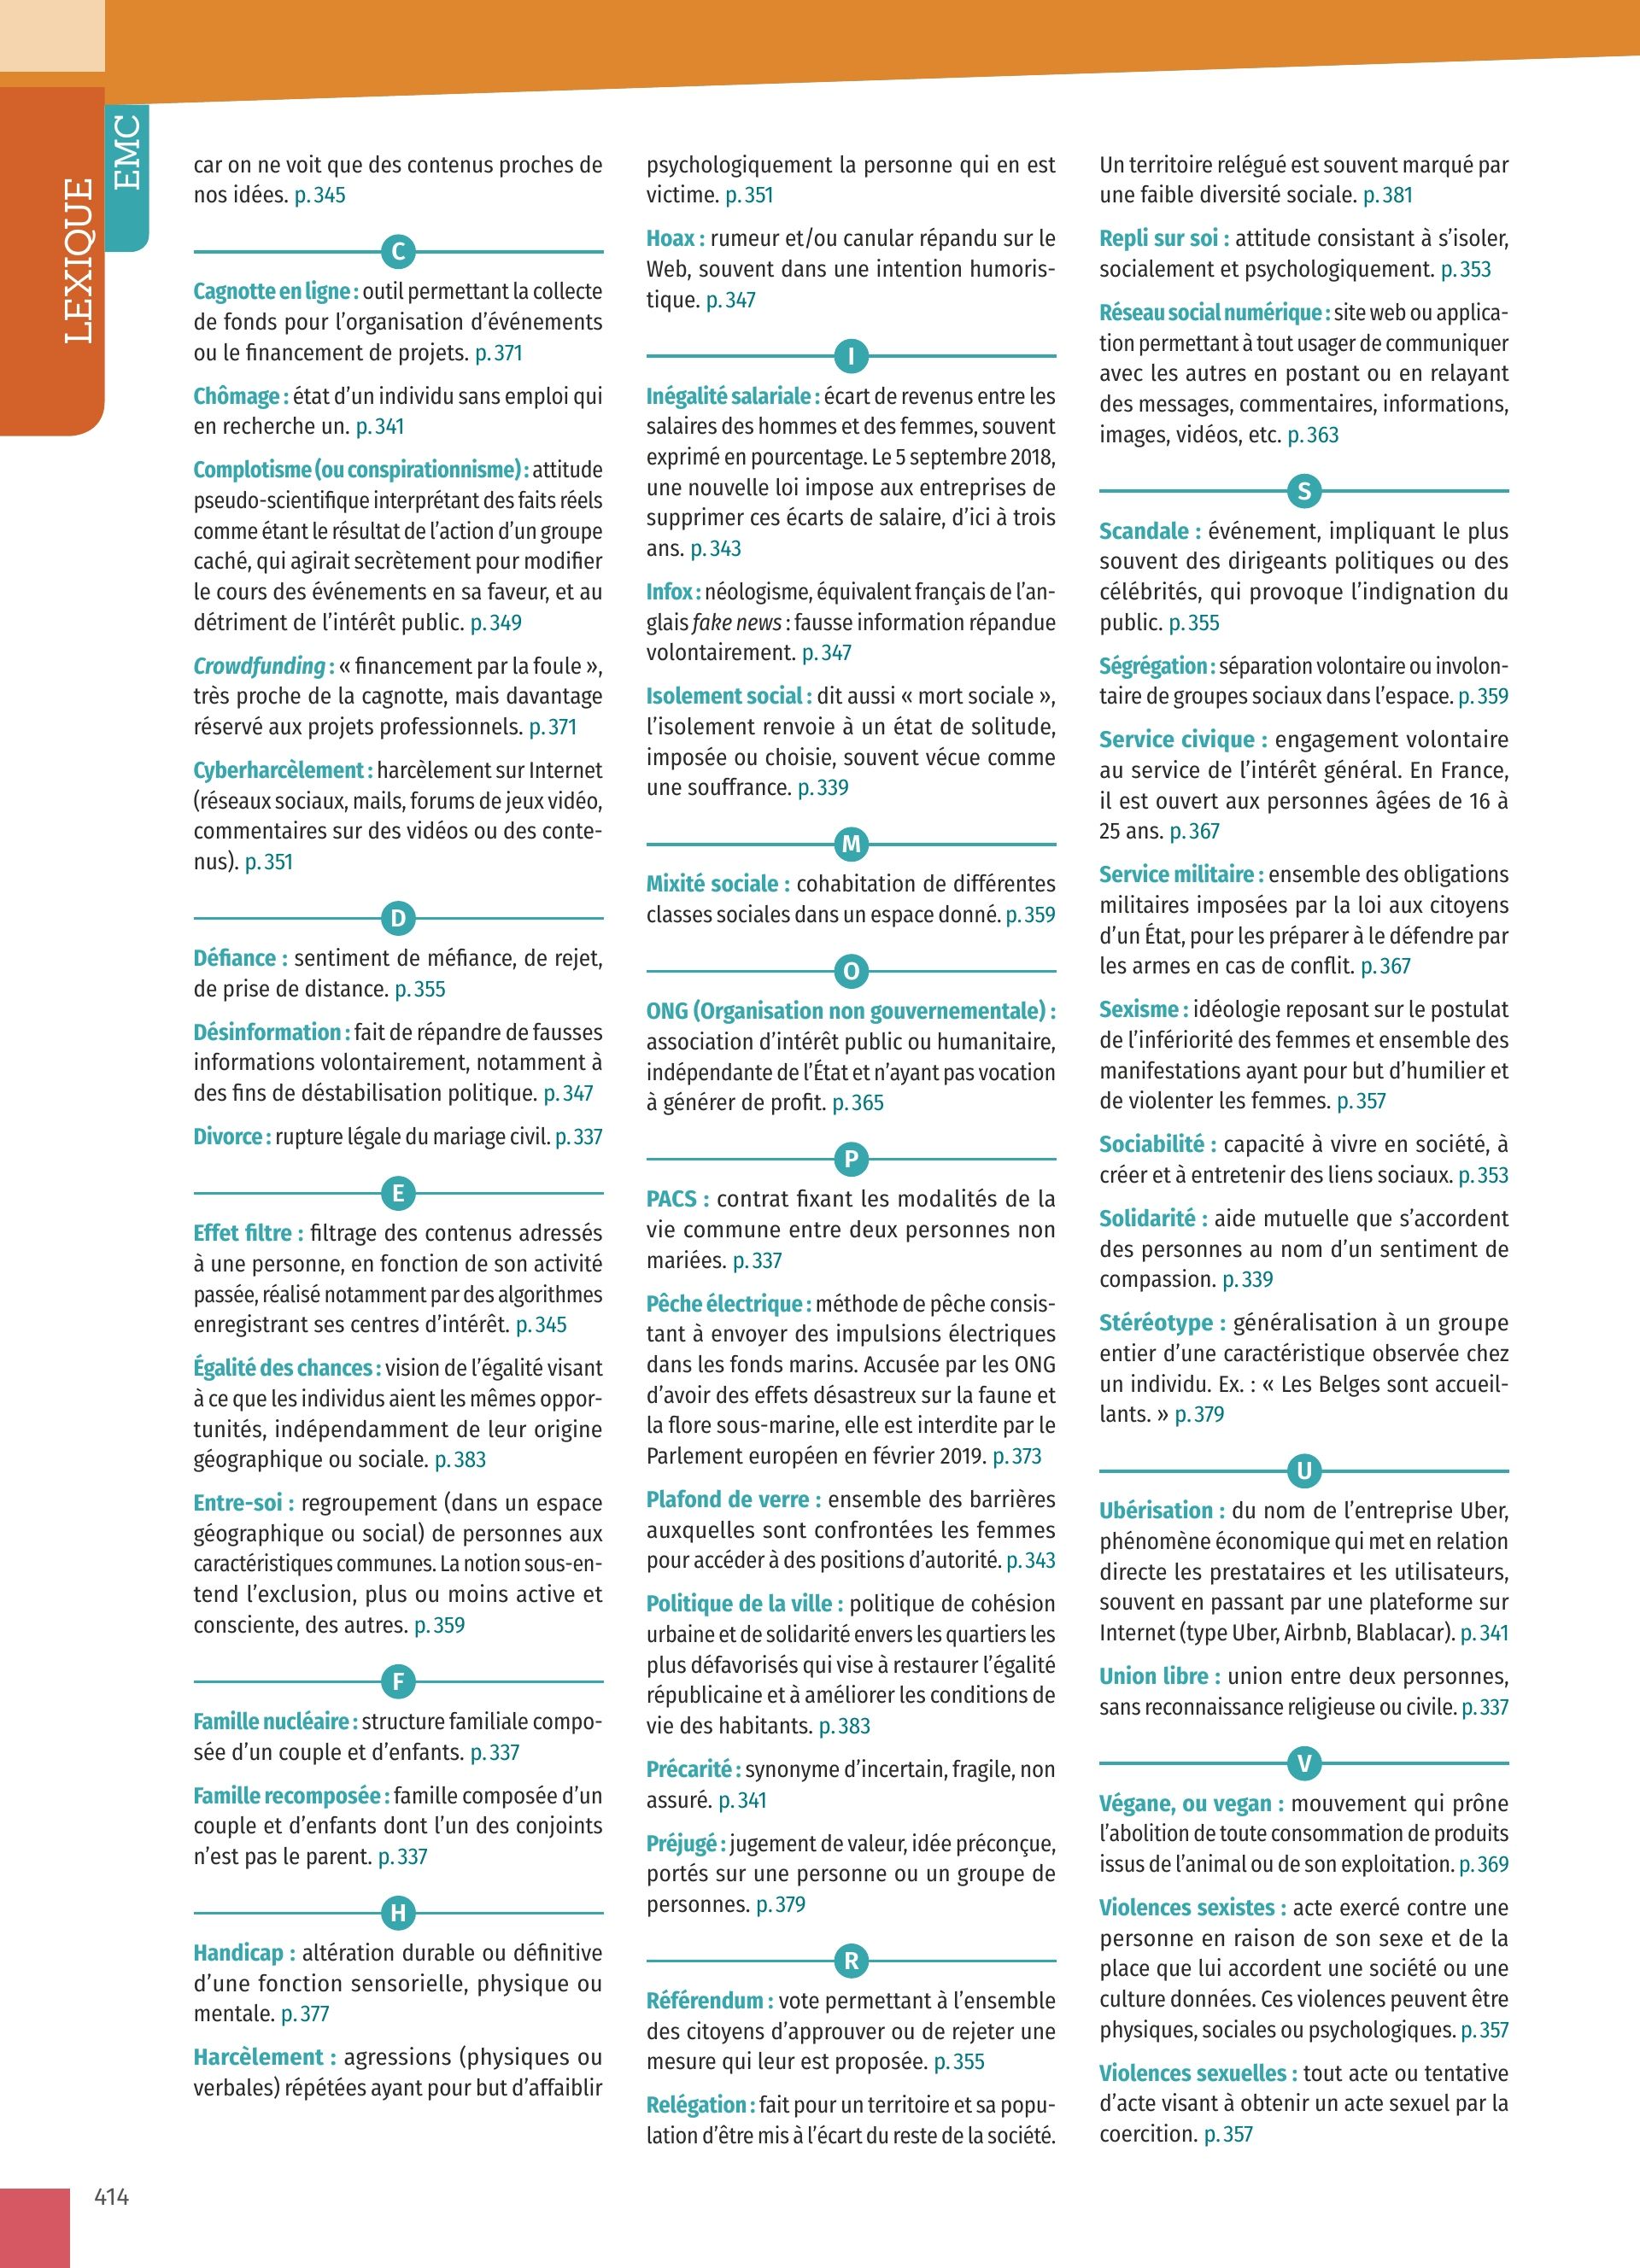 LEXIQUE
EMC
car on ne voit que des contenus proches de
nos idées. p. 345
C
Cagnotte en ligne : outil permettant la collecte
de fonds pour l’organisation d’événements
ou le financement de projets. p. 371
Chômage : état d’un individu sans emploi qui
en recherche un. p. 341
Complotisme (ou conspirationnisme) : attitude
pseudo-scientifique interprétant des faits réels
comme étant le résultat de l’action d’un groupe
caché, qui agirait secrètement pour modifier
le cours des événements en sa faveur, et au
détriment de l’intérêt public. p. 349
Crowdfunding : « financement par la foule »,
très proche de la cagnotte, mais davantage
réservé aux projets professionnels. p. 371
Cyberharcèlement : harcèlement sur Internet
(réseaux sociaux, mails, forums de jeux vidéo,
commentaires sur des vidéos ou des conte-
nus). p. 351
D
Défiance : sentiment de méfiance, de rejet,
de prise de distance. p. 355
Désinformation : fait de répandre de fausses
informations volontairement, notamment à
des fins de déstabilisation politique. p. 347
Divorce : rupture légale du mariage civil. p. 337
E
Effet filtre : filtrage des contenus adressés
à une personne, en fonction de son activité
passée, réalisé notamment par des algorithmes
enregistrant ses centres d’intérêt. p. 345
Égalité des chances : vision de l’égalité visant
à ce que les individus aient les mêmes oppor-
tunités, indépendamment de leur origine
géographique ou sociale. p. 383
Entre-soi : regroupement (dans un espace
géographique ou social) de personnes aux
caractéristiques communes. La notion sous-en-
tend l’exclusion, plus ou moins active et
consciente, des autres. p. 359
F
Famille nucléaire : structure familiale compo-
sée d’un couple et d’enfants. p. 337
Famille recomposée : famille composée d’un
couple et d’enfants dont l’un des conjoints
n’est pas le parent. p. 337
H
Handicap : altération durable ou définitive
d’une fonction sensorielle, physique ou
mentale. p. 377
Harcèlement : agressions (physiques ou
verbales) répétées ayant pour but d’affaiblir
psychologiquement la personne qui en est
victime. p. 351
Hoax : rumeur et/ou canular répandu sur le
Web, souvent dans une intention humoris-
tique. p. 347
I
Inégalité salariale : écart de revenus entre les
salaires des hommes et des femmes, souvent
exprimé en pourcentage. Le 5 septembre 2018,
une nouvelle loi impose aux entreprises de
supprimer ces écarts de salaire, d’ici à trois
ans. p. 343
Infox : néologisme, équivalent français de l’an-
glais fake news : fausse information répandue
volontairement. p. 347
Isolement social : dit aussi « mort sociale »,
l’isolement renvoie à un état de solitude,
imposée ou choisie, souvent vécue comme
une souffrance. p. 339
M
Mixité sociale : cohabitation de différentes
classes sociales dans un espace donné. p. 359
O
ONG (Organisation non gouvernementale) :
association d’intérêt public ou humanitaire,
indépendante de l’État et n’ayant pas vocation
à générer de profit. p. 365
P
PACS : contrat fixant les modalités de la
vie commune entre deux personnes non
mariées. p. 337
Pêche électrique : méthode de pêche consis-
tant à envoyer des impulsions électriques
dans les fonds marins. Accusée par les ONG
d’avoir des effets désastreux sur la faune et
la flore sous-marine, elle est interdite par le
Parlement européen en février 2019. p. 373
Plafond de verre : ensemble des barrières
auxquelles sont confrontées les femmes
pour accéder à des positions d’autorité. p. 343
Politique de la ville : politique de cohésion
urbaine et de solidarité envers les quartiers les
plus défavorisés qui vise à restaurer l’égalité
républicaine et à améliorer les conditions de
vie des habitants. p. 383
Précarité : synonyme d’incertain, fragile, non
assuré. p. 341
Préjugé : jugement de valeur, idée préconçue,
portés sur une personne ou un groupe de
personnes. p. 379
R
Référendum : vote permettant à l’ensemble
des citoyens d’approuver ou de rejeter une
mesure qui leur est proposée. p. 355
Relégation : fait pour un territoire et sa popu-
lation d’être mis à l’écart du reste de la société.
Un territoire relégué est souvent marqué par
une faible diversité sociale. p. 381
Repli sur soi : attitude consistant à s’isoler,
socialement et psychologiquement. p. 353
Réseau social numérique : site web ou applica-
tion permettant à tout usager de communiquer
avec les autres en postant ou en relayant
des messages, commentaires, informations,
images, vidéos, etc. p. 363
S
Scandale : événement, impliquant le plus
souvent des dirigeants politiques ou des
célébrités, qui provoque l’indignation du
public. p. 355
Ségrégation : séparation volontaire ou involon-
taire de groupes sociaux dans l’espace. p. 359
Service civique : engagement volontaire
au service de l’intérêt général. En France,
il est ouvert aux personnes âgées de 16 à
25 ans. p. 367
Service militaire : ensemble des obligations
militaires imposées par la loi aux citoyens
d’un État, pour les préparer à le défendre par
les armes en cas de conflit. p. 367
Sexisme : idéologie reposant sur le postulat
de l’infériorité des femmes et ensemble des
manifestations ayant pour but d’humilier et
de violenter les femmes. p. 357
Sociabilité : capacité à vivre en société, à
créer et à entretenir des liens sociaux. p. 353
Solidarité : aide mutuelle que s’accordent
des personnes au nom d’un sentiment de
compassion. p. 339
Stéréotype : généralisation à un groupe
entier d’une caractéristique observée chez
un individu. Ex. : « Les Belges sont accueil-
lants. » p. 379
U
Ubérisation : du nom de l’entreprise Uber,
phénomène économique qui met en relation
directe les prestataires et les utilisateurs,
souvent en passant par une plateforme sur
Internet (type Uber, Airbnb, Blablacar). p. 341
Union libre : union entre deux personnes,
sans reconnaissance religieuse ou civile. p. 337
V
Végane, ou vegan : mouvement qui prône
l’abolition de toute consommation de produits
issus de l’animal ou de son exploitation. p. 369
Violences sexistes : acte exercé contre une
personne en raison de son sexe et de la
place que lui accordent une société ou une
culture données. Ces violences peuvent être
physiques, sociales ou psychologiques. p. 357
Violences sexuelles : tout acte ou tentative
d’acte visant à obtenir un acte sexuel par la
coercition. p. 357
414